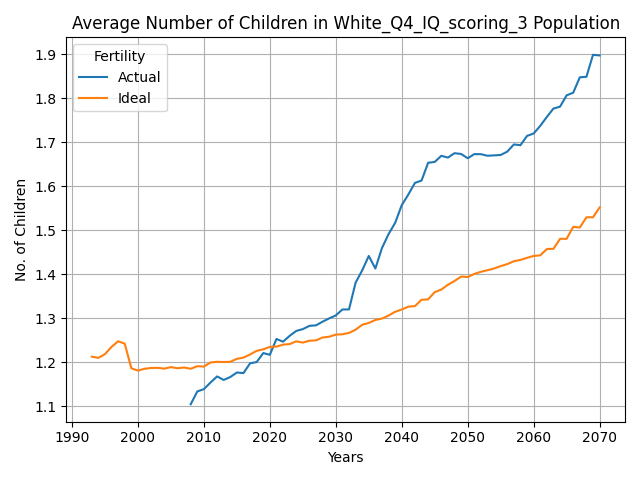 Average Number of Children in White_Q4_IQ_scoring_3 Population
Fertility
Actual
Ideal
No. of Children
1.9
1.8
1.7
1.6
1.5
1.4
1.3
1.2
1.1
1990 2000 2010 2020 2030 2040 2050 2060 2070
Years